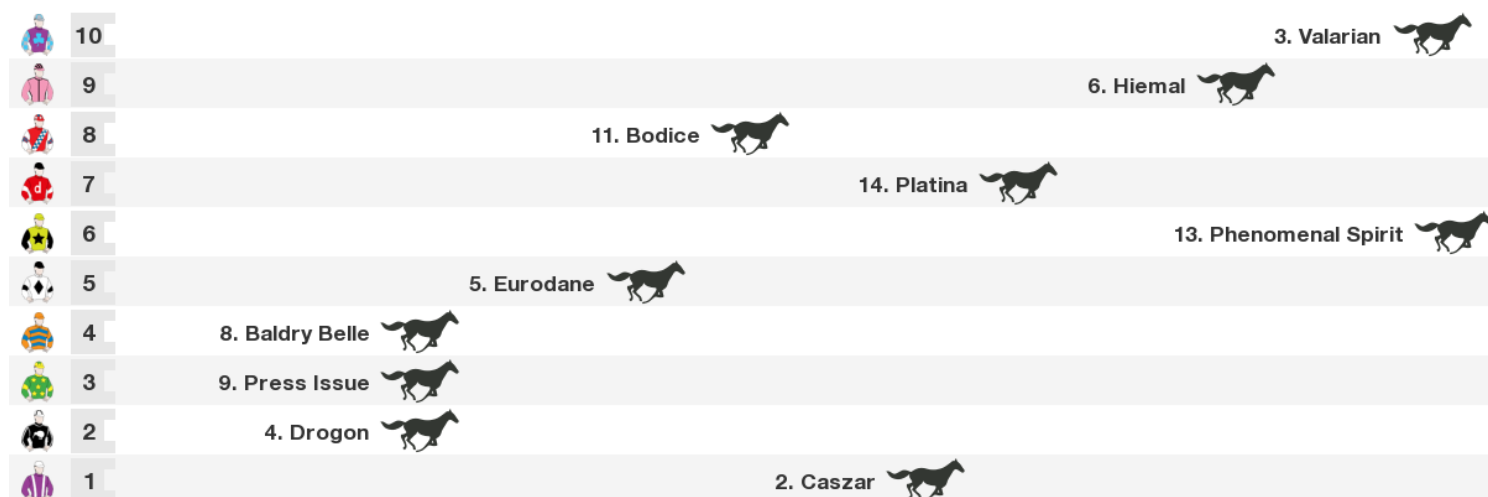 10 3. Valarian
9 6. Hiemal
8 11. Bodice
7 d 14. Platina
6 13. Phenomenal Spirit
5 5. Eurodane
4 8. Baldry Belle
3 9. Press Issue
2 4. Drogon
1 2. Caszar